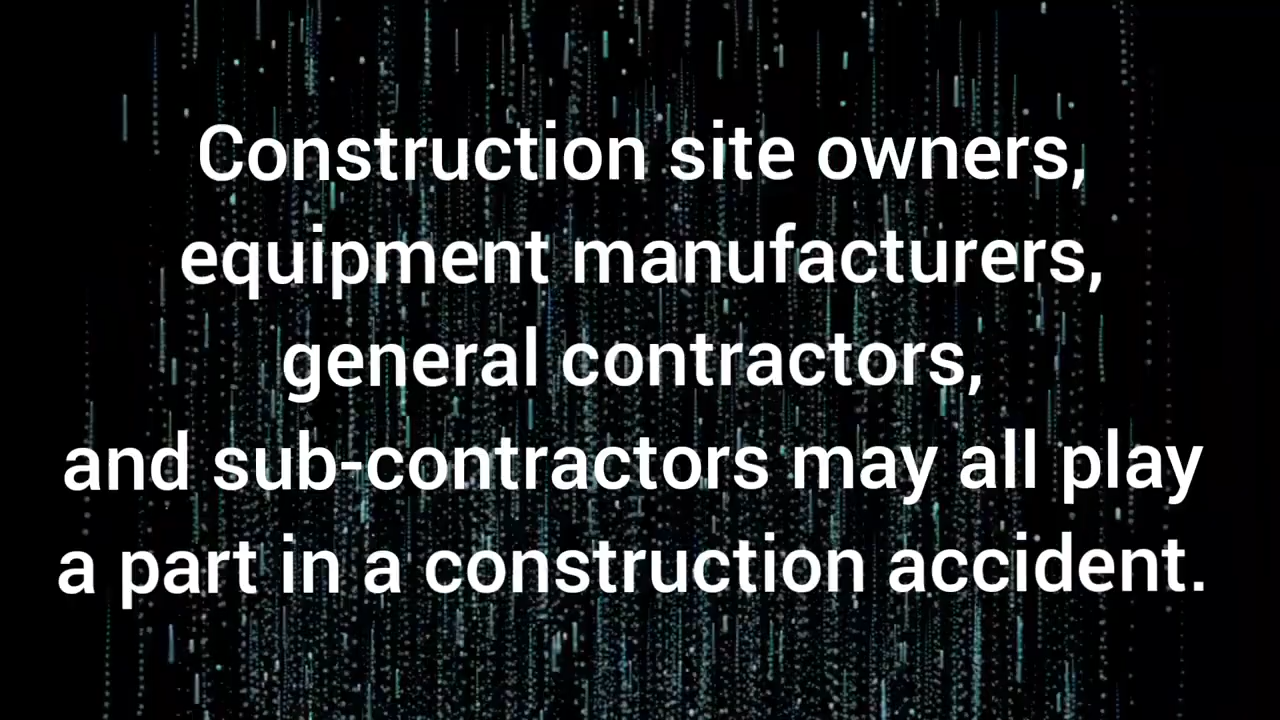 Construction site owners,
equipment manufacturers,
general contractors,
and sub-contractors may all play
a part in a construction accident.